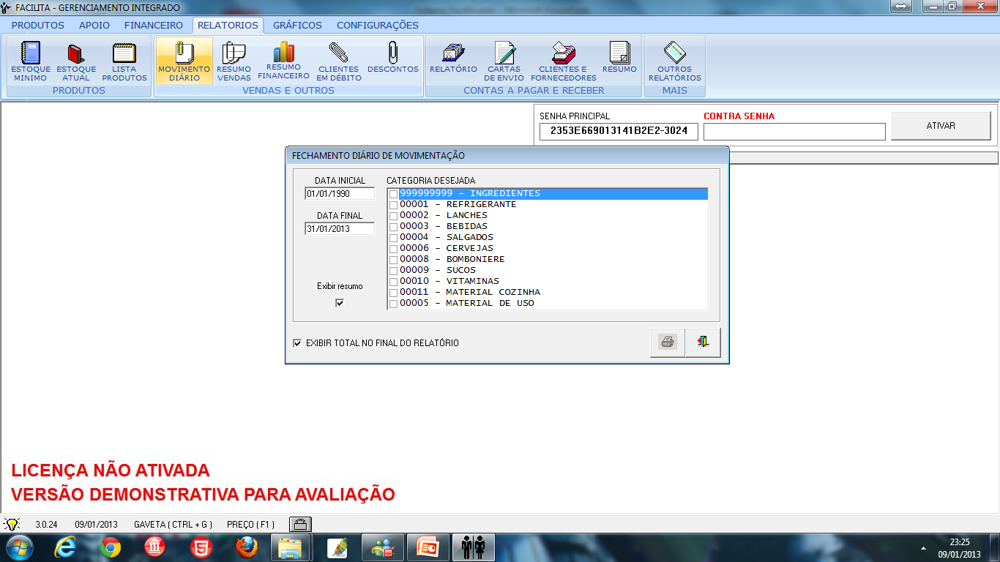 FACILITA - GERENCIAMENTO INTEGRADO
PRODUTOS APOIO FINANCEIRO RELATORIOS GRÁFICOS CONFIGURAÇÕES
ESTOQUE MINIMO
ESTOQUE ATUAL
LISTA PRODUTOS
PRODUTOS
MOVIMENTO DIÁRIO
RESUMO VENDAS
RESUMO FINANCEIRO
CLIENTES EM DÉBITO
DESCONTOS
VENDAS E OUTROS
RELATÓRIO
CARTAS DE ENVIO
CLIENTES E FORNECEDORES
RESUMO
CONTAS A PAGAR E RECEBER
OUTROS RELATÓRIOS
MAIS
SENHA PRINCIPAL
2353E669013141B2E2-3024
CONTRA SENHA
ATIVAR
FECHAMENTO DIÁRIO DE MOVIMENTAÇÃO
DATA INICIAL
01/01/1990
DATA FINAL
31/01/2013
Exibir resumo
CATEGORIA DESEJADA
999999999 - INGREDIENTES
00001 - REFRIGERANTE
00002 - LANCHES
00003 - BEBIDAS
00004 - SALGADOS
00006 - CERVEJAS
00008 - BOMBONIERE
00009 - SUCOS
00010 - VITAMINAS
00011 - MATERIAL COZINHA
00005 - MATERIAL DE USO
EXIBIR TOTAL NO FINAL DO RELATÓRIO
LICENÇA NÃO ATIVADA
VERSÃO DEMONSTRATIVA PARA AVALIAÇÃO
3.0.24 09/01/2013 GAVETA ( CTRL + G ) PREÇO ( F1 )
23:25
09/01/2013